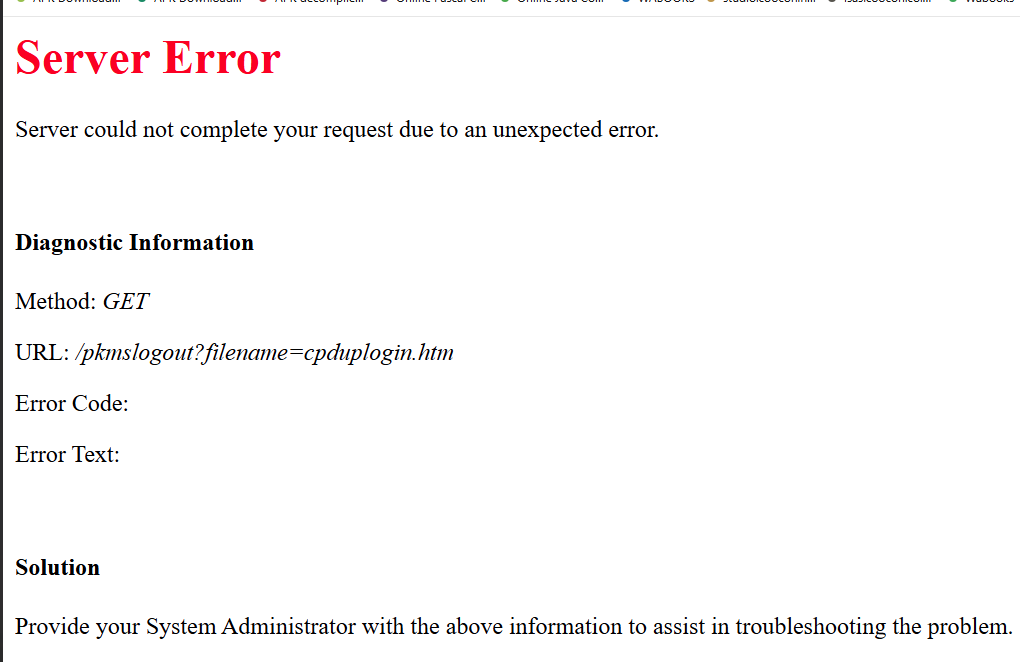 Server Error
Server could not complete your request due to an unexpected error.
Diagnostic Information
Method: GET
URL: /pkmslogout?filename=cpduplogin.htm
Error Code:
Error Text:
Solution
Provide your System Administrator with the above information to assist in troubleshooting the problem.